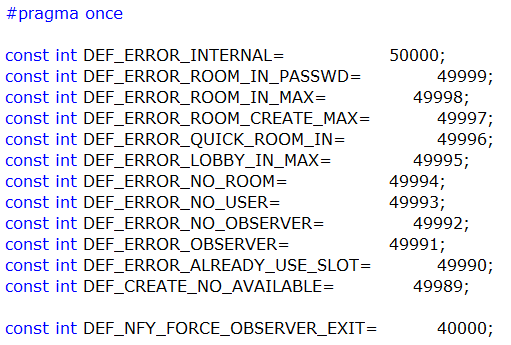 #pragma once
const int DEF_ERROR_INTERNAL= 50000;
const int DEF_ERROR_ROOM_IN_PASSWD= 49999;
const int DEF_ERROR_ROOM_IN_MAX= 49998;
const int DEF_ERROR_ROOM_CREATE_MAX= 49997;
const int DEF_ERROR_QUICK_ROOM_IN= 49996;
const int DEF_ERROR_LOBBY_IN_MAX= 49995;
const int DEF_ERROR_NO_ROOM= 49994;
const int DEF_ERROR_NO_USER= 49993;
const int DEF_ERROR_NO_OBSERVER= 49992;
const int DEF_ERROR_OBSERVER= 49991;
const int DEF_ERROR_ALREADY_USE_SLOT= 49990;
const int DEF_CREATE_NO_AVAILABLE= 49989;
const int DEF_NFY_FORCE_OBSERVER_EXIT= 40000;